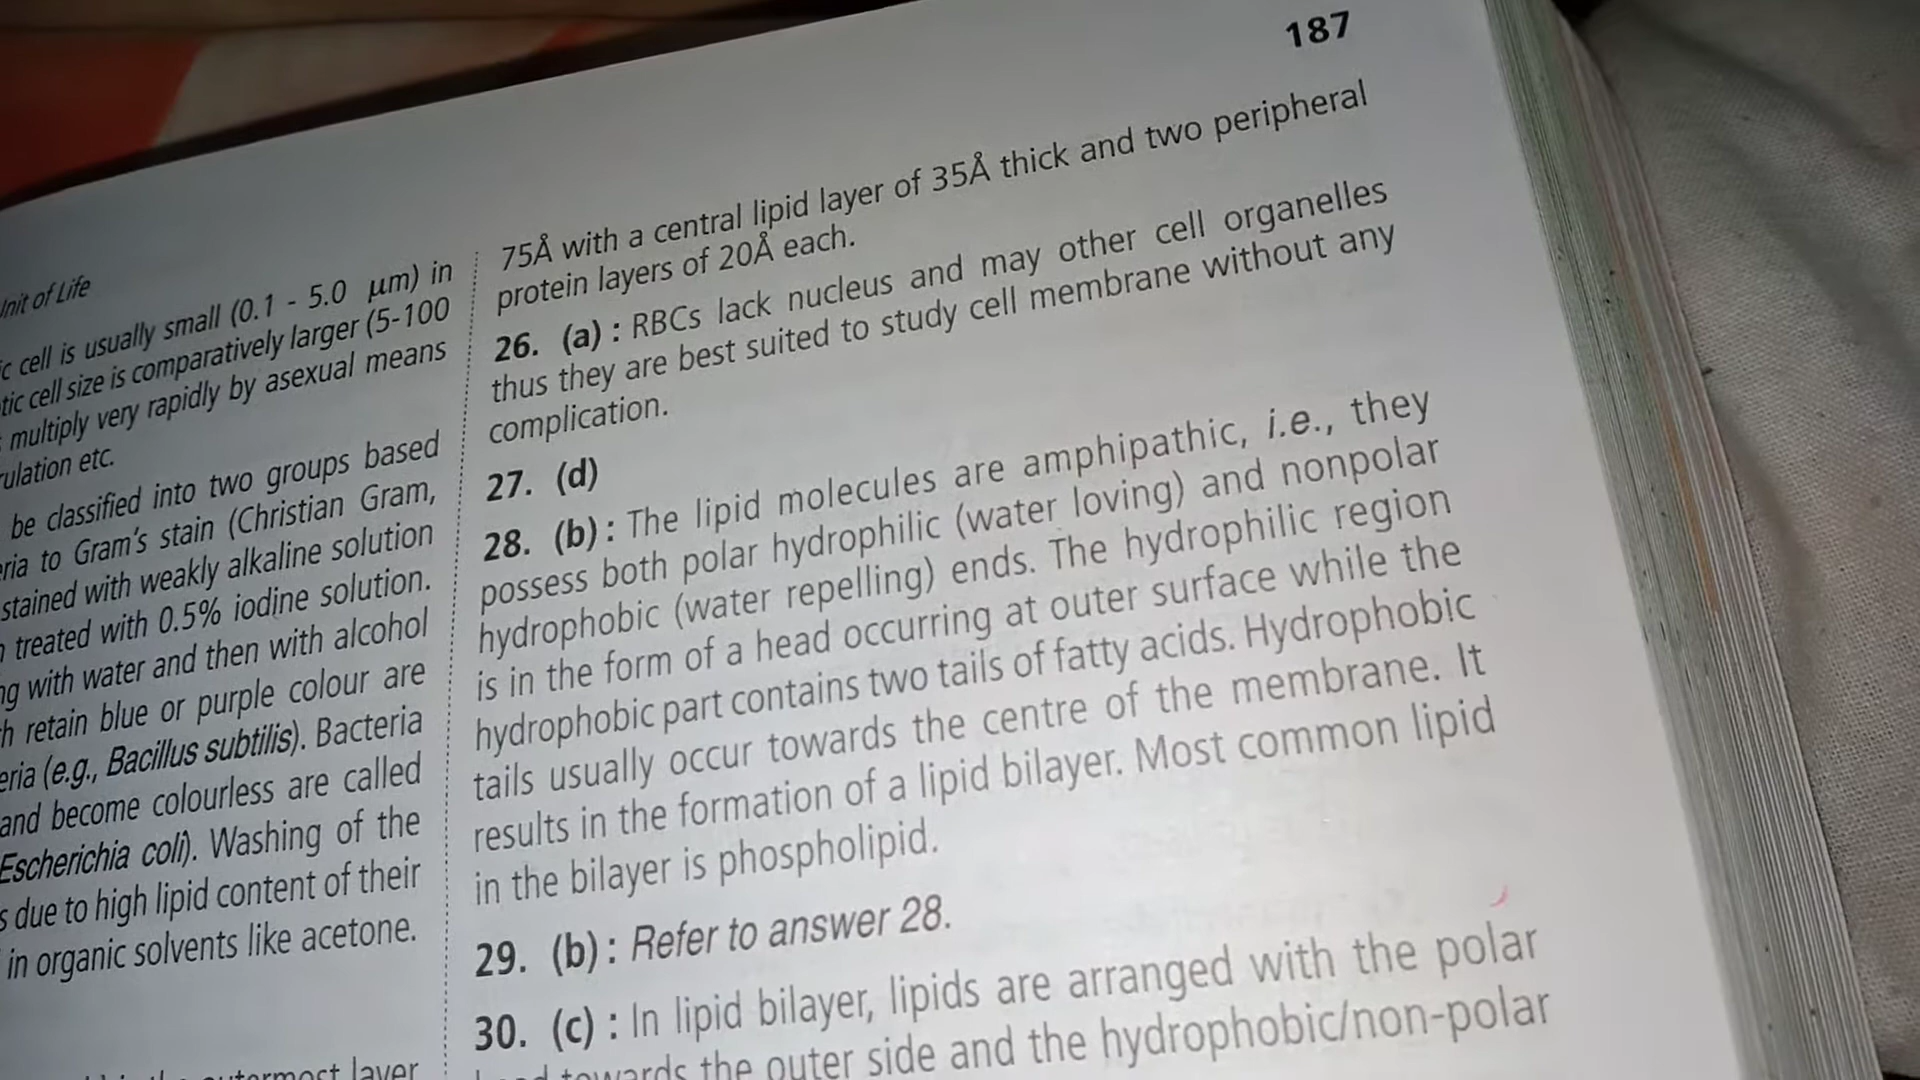 187
Unit of Life
cell is usually small (0.1 - 5.0 μm) in
cell size is comparatively larger (5-100
multiply very rapidly by asexual means
etc.
be classified into two groups based
to Gram's stain (Christian Gram,
stained with weakly alkaline solution
treated with 0.5% iodine solution.
with water and then with alcohol
retain blue or purple colour are
(e.g., Bacillus subtilis). Bacteria
and become colourless are called
Escherichia coli). Washing of the
due to high lipid content of their
in organic solvents like acetone.
outermost layer
75Å with a central lipid layer of 35Å thick and two peripheral
protein layers of 20Å each.
26. (a) : RBCs lack nucleus and may other cell organelles
thus they are best suited to study cell membrane without any
complication.
27. (d)
28. (b) : The lipid molecules are amphipathic, i.e., they
possess both polar hydrophilic (water loving) and nonpolar
hydrophobic (water repelling) ends. The hydrophilic region
is in the form of a head occurring at outer surface while the
hydrophobic part contains two tails of fatty acids. Hydrophobic
tails usually occur towards the centre of the membrane. It
results in the formation of a lipid bilayer. Most common lipid
in the bilayer is phospholipid.
29. (b) : Refer to answer 28.
30. (c) : In lipid bilayer, lipids are arranged with the polar
towards the outer side and the hydrophobic/non-polar